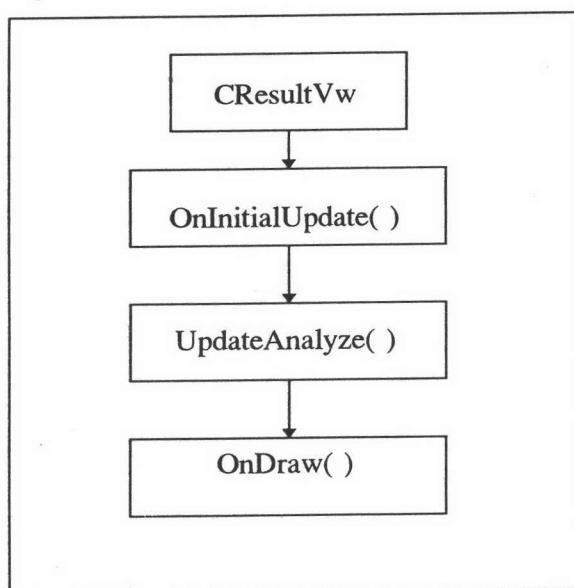 CResultVw
OnInitialUpdate( )
UpdateAnalyze( )
OnDraw( )